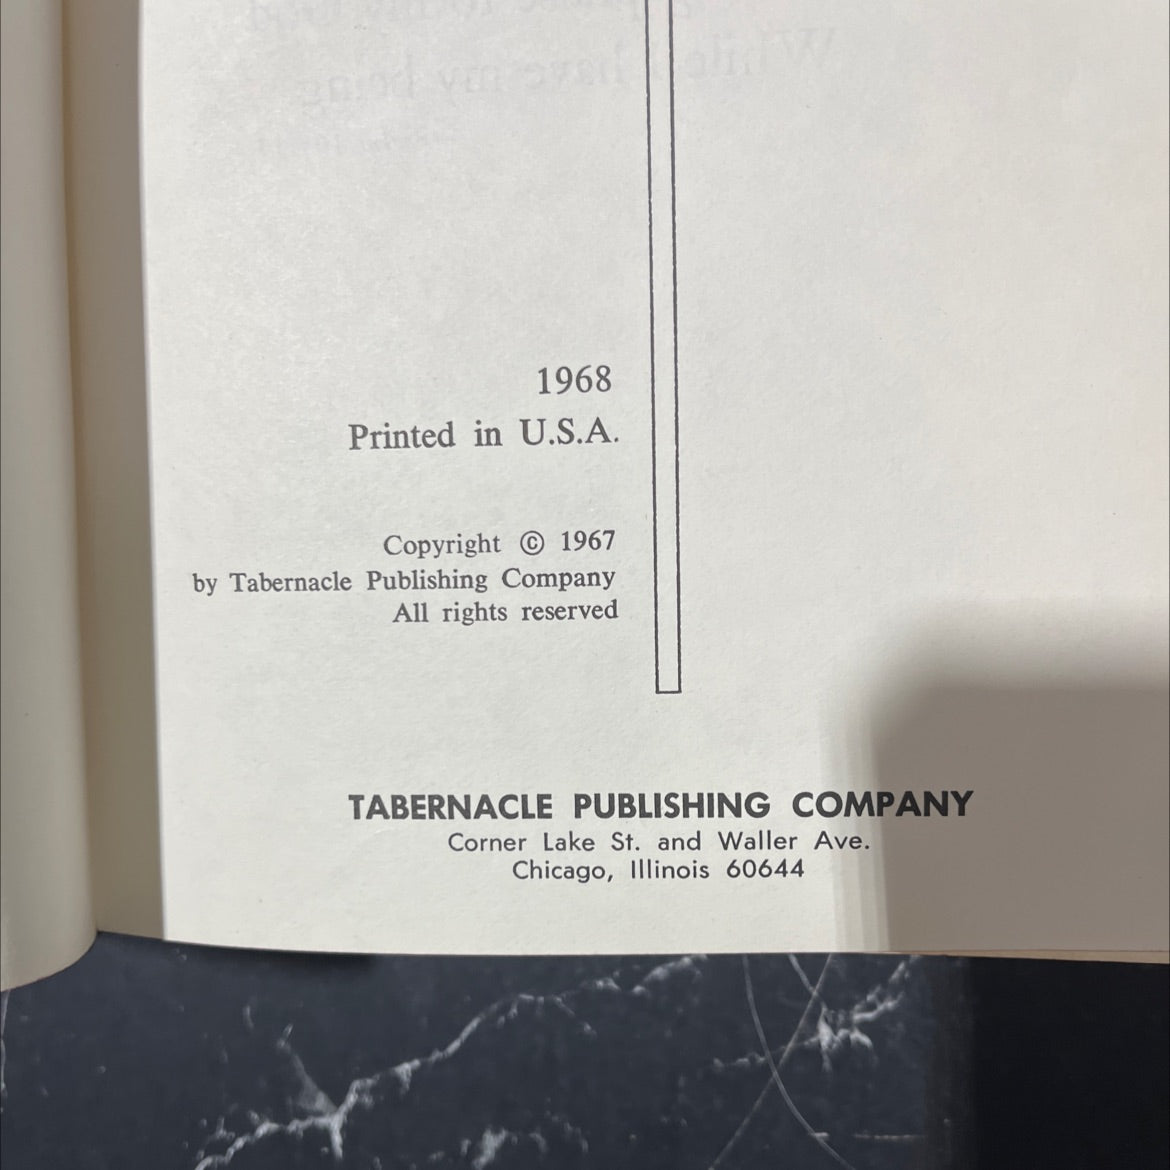 1968
Printed in U.S.A.
Copyright © 1967
by Tabernacle Publishing Company
All rights reserved
TABERNACLE PUBLISHING COMPANY
Corner Lake St. and Waller Ave.
Chicago, Illinois 60644